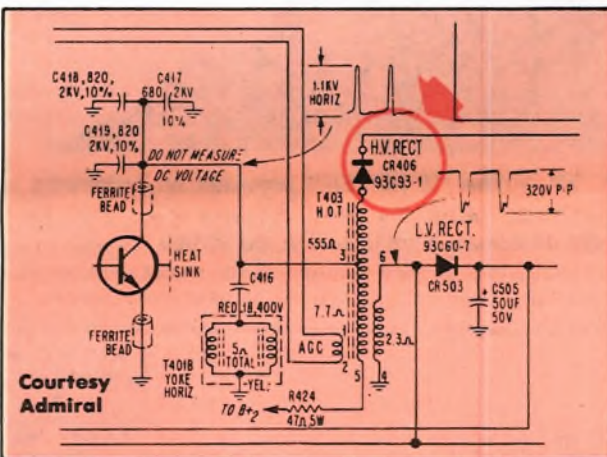 C418, 820,
2KV, 10%
C417
680 2KV
10%
C419, 820
2KV, 10%
DO NOT MEASURE
DC VOLTAGE
FERRITE
BEAD
HEAT
SINK
FERRITE
BEAD
1.1KV
HORIZ
H.V. RECT
CR406
93C93-1
T403
H.O.T
320V P-P
L.V. RECT.
93C60-7
555Ω
3
6
C416
CR503
+ C505
50UF
50V
RED .18,400V
7.7Ω
2.3Ω
5Ω
TOTAL
AGC
2
T401B
YOKE
HORIZ
YEL.
5
4
R424
TO B+2
47Ω, 5W
Courtesy
Admiral